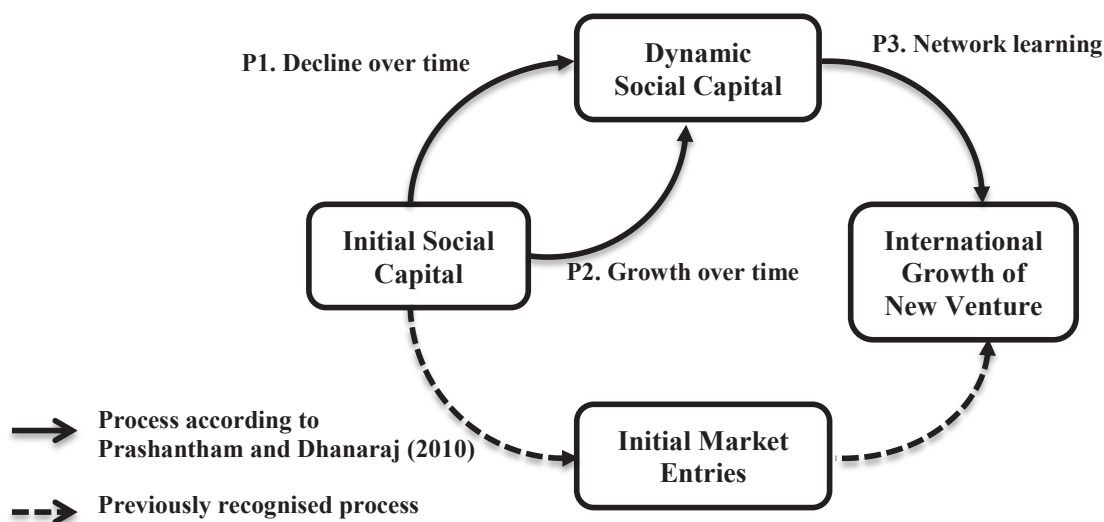 Dynamic
Social Capital
P1. Decline over time
P3. Network learning
Initial Social
Capital
P2. Growth over time
International
Growth of
New Venture
Initial Market
Entries
Process according to
Prashantham and Dhanaraj (2010)
Previously recognised process